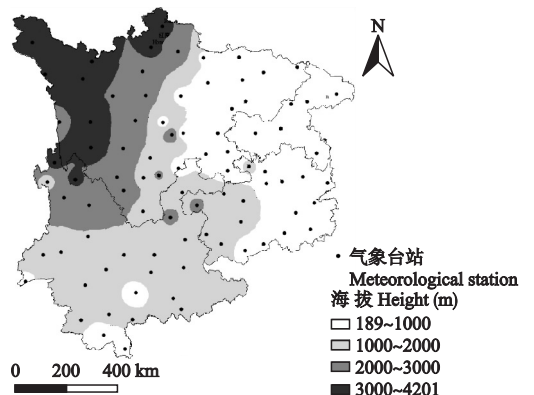 N
气象台站
Meteorological station
海 拔 Height (m)
189~1000
1000~2000
2000~3000
3000~4201
0 200 400 km